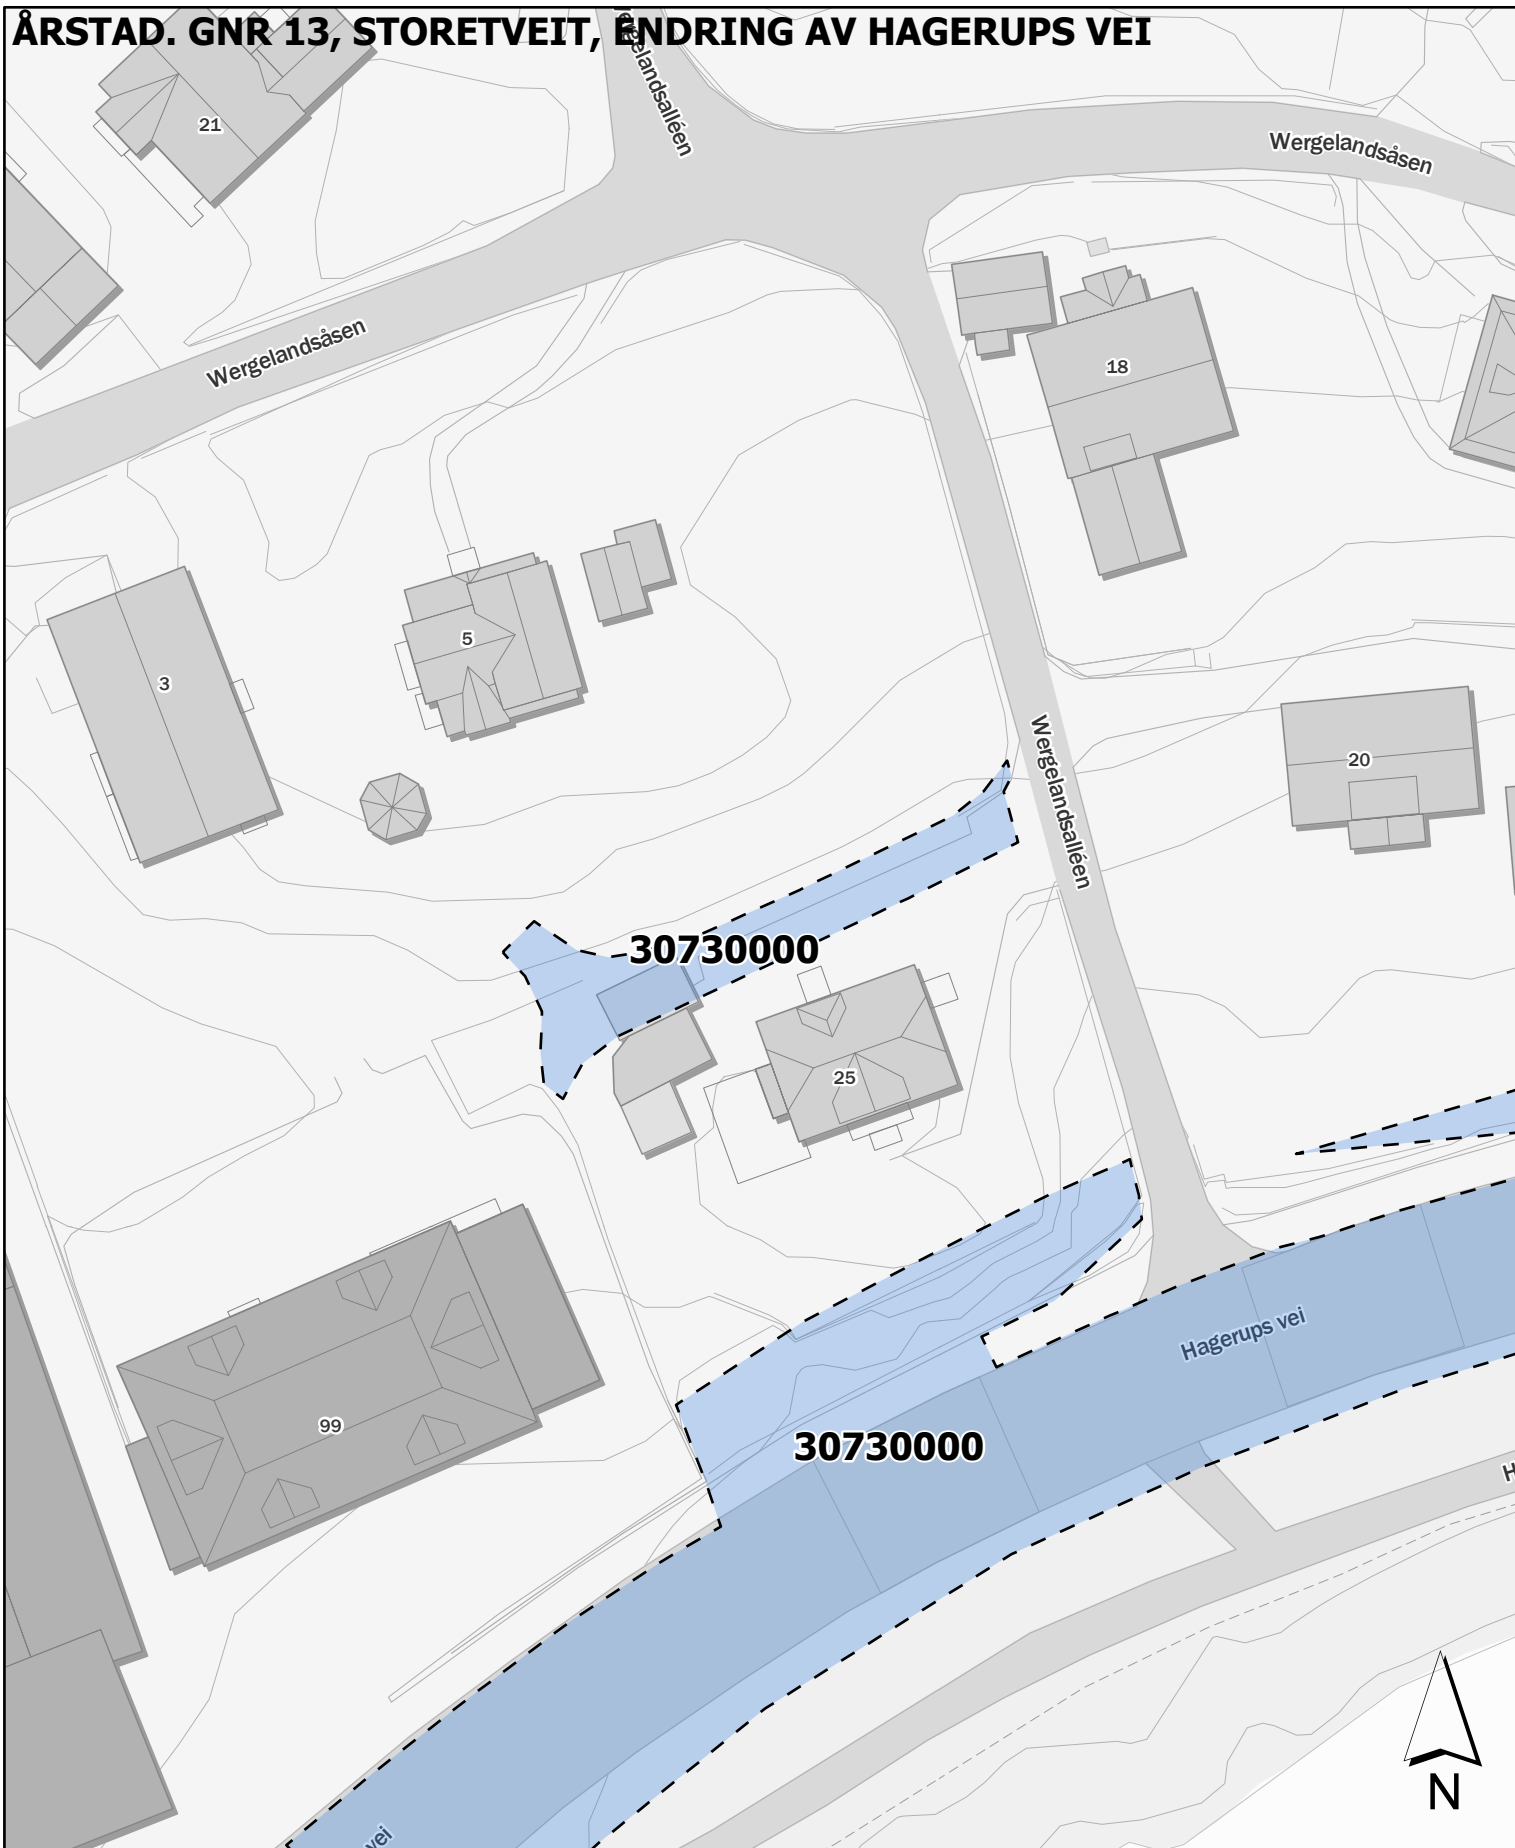 ÅRSTAD. GNR 13, STORETVEIT, ENDRING AV HAGERUPS VEI
Wergelandsalléen
21
Wergelandsåsen
Wergelandsåsen
18
5
3
Wergelandsalléen
20
30730000
25
Hagerups vei
99
30730000
N
vei